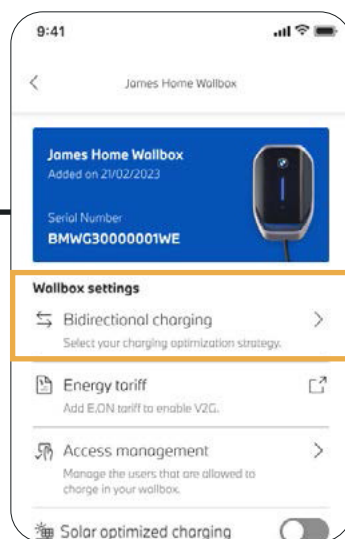 9:41
James Home Wallbox
James Home Wallbox
Added on 21/02/2023
Serial Number
BMWG30000001WE
Wallbox settings
Bidirectional charging
Select your charging optimization strategy.
Energy tariff
Add E.ON tariff to enable V2G.
Access management
Manage the users that are allowed to
charge in your wallbox.
Solar optimized charging